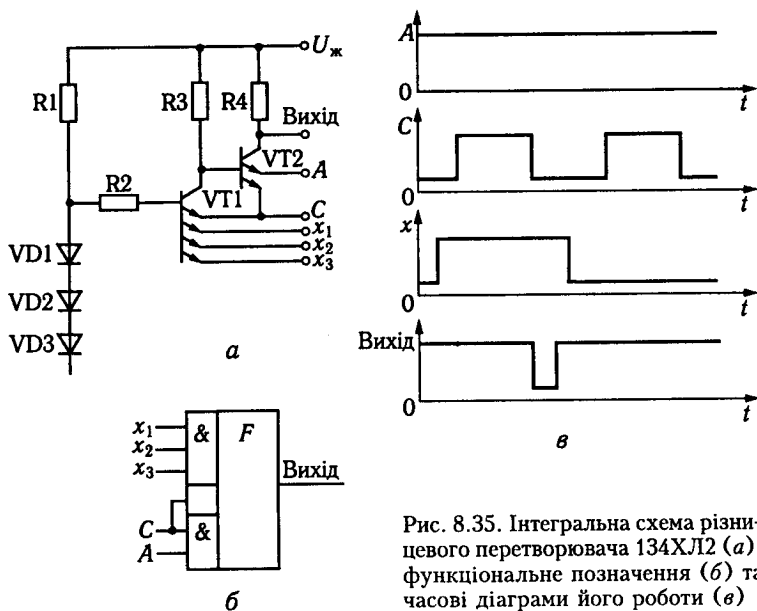 U ж
R1
R3
R4
Вихід
VT2
A
R2
VT1
C
x1
x2
x3
VD1
VD2
VD3
а
A
0
t
C
0
t
x
0
t
Вихід
0
t
в
x1
x2
x3
&
F
Вихід
C
A
&
б
Рис. 8.35. Інтегральна схема різни-
цевого перетворювача 134ХЛ2 (а)
функціональне позначення (б) та
часові діаграми його роботи (в)